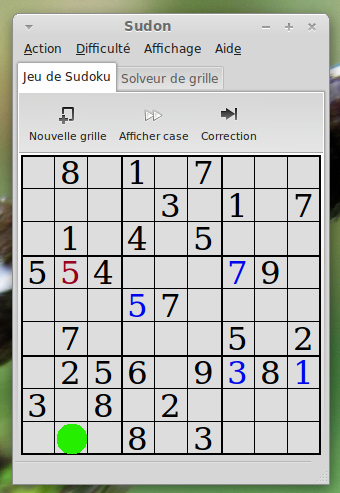 Sudon
Action Difficulté Affichage Aide
Jeu de Sudoku Solveur de grille
Nouvelle grille Afficher case Correction
8 1 7
3 1 7
1 4 5
5 5 4 7 9
5 7
7 5 2
2 5 6 9 3 8 1
3 8 2
8 3